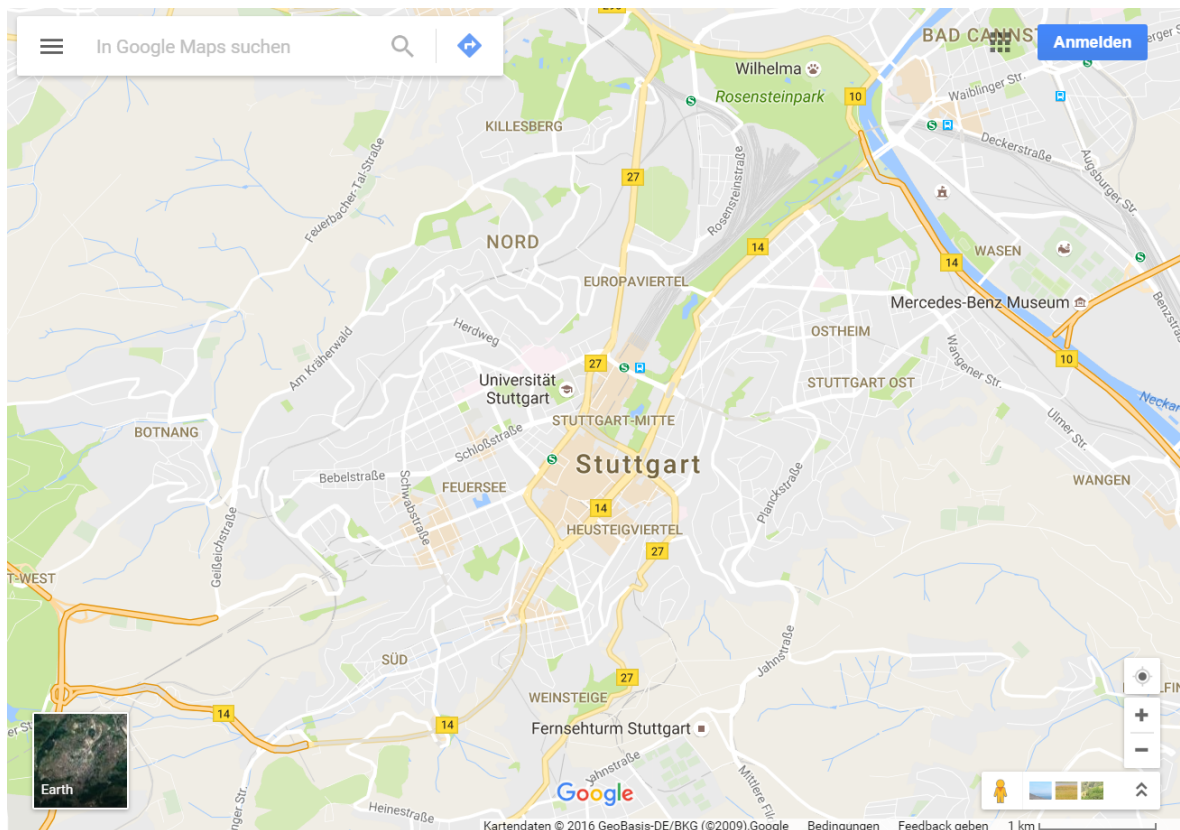 In Google Maps suchen
Anmelden
BAD CANNST
Wilhelma
Rosensteinpark
10
Waiblinger Str.
KILLESBERG
Deckerstraße
Augsburger Str.
27
Feuerbacher-Tal-Straße
Rosensteinstraße
NORD
14
WASEN
14
EUROPAVIERTEL
Mercedes-Benz Museum
Benzstraße
Herdweg
OSTHEIM
Am Kräherwald
Wangener Str.
10
27
Universität
Stuttgart
STUTTGART OST
Neckar
STUTTGART-MITTE
Ulmer Str.
BOTNANG
Schloßstraße
Stuttgart
Bebelstraße
FEUERSEE
Schwabstraße
Planckstraße
WANGEN
14
HEUSTEIGVIERTEL
27
Geißeichstraße
T-WEST
SÜD
Jahnstraße
27
WEINSTEIGE
14
14
Fernsehturm Stuttgart
Earth
Google
Jahnstraße
Mittlere Fil
Heinestraße
Kartendaten © 2016 GeoBasis-DE/BKG (©2009),Google Bedingungen Feedback geben 1 km